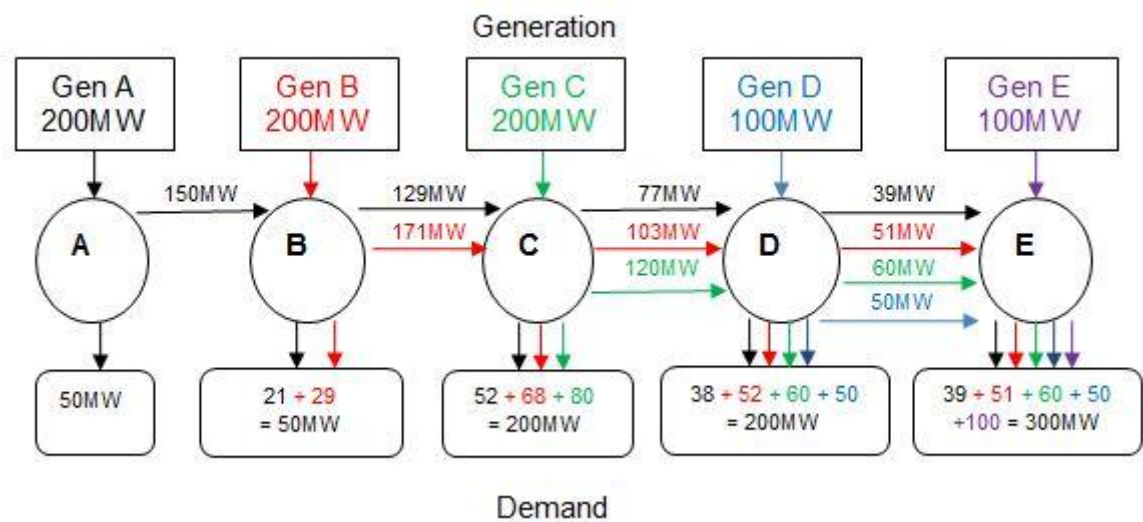 Generation
Gen A
200MW
Gen B
200MW
Gen C
200MW
Gen D
100MW
Gen E
100MW
150MW
129MW
77MW
39MW
A
B
C
D
E
171MW
103MW
51MW
120MW
60MW
50MW
50MW
21 + 29
= 50MW
52 + 68 + 80
= 200MW
38 + 52 + 60 + 50
= 200MW
39 + 51 + 60 + 50
+100 = 300MW
Demand